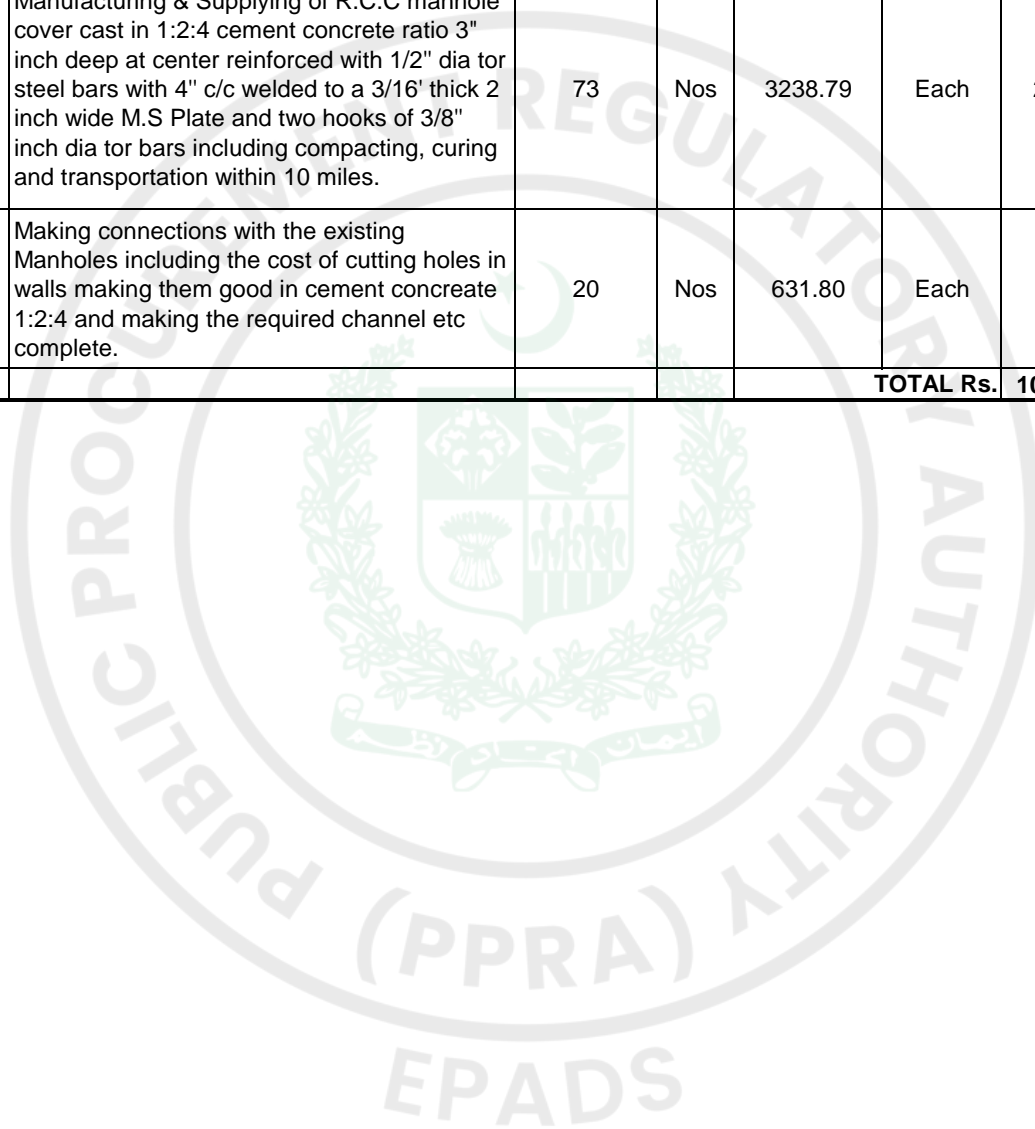 Manufacturing & Supplying of R.C.C manhole
cover cast in 1:2:4 cement concrete ratio 3"
inch deep at center reinforced with 1/2" dia tor
steel bars with 4" c/c welded to a 3/16' thick 2
inch wide M.S Plate and two hooks of 3/8"
inch dia tor bars including compacting, curing
and transportation within 10 miles.
73 Nos 3238.79 Each
Making connections with the existing
Manholes including the cost of cutting holes in
walls making them good in cement concreate
1:2:4 and making the required channel etc
complete.
20 Nos 631.80 Each
TOTAL Rs. 10
PUBLIC PROCUREMENT REGULATORY AUTHORITY
(PPRA)
EPADS